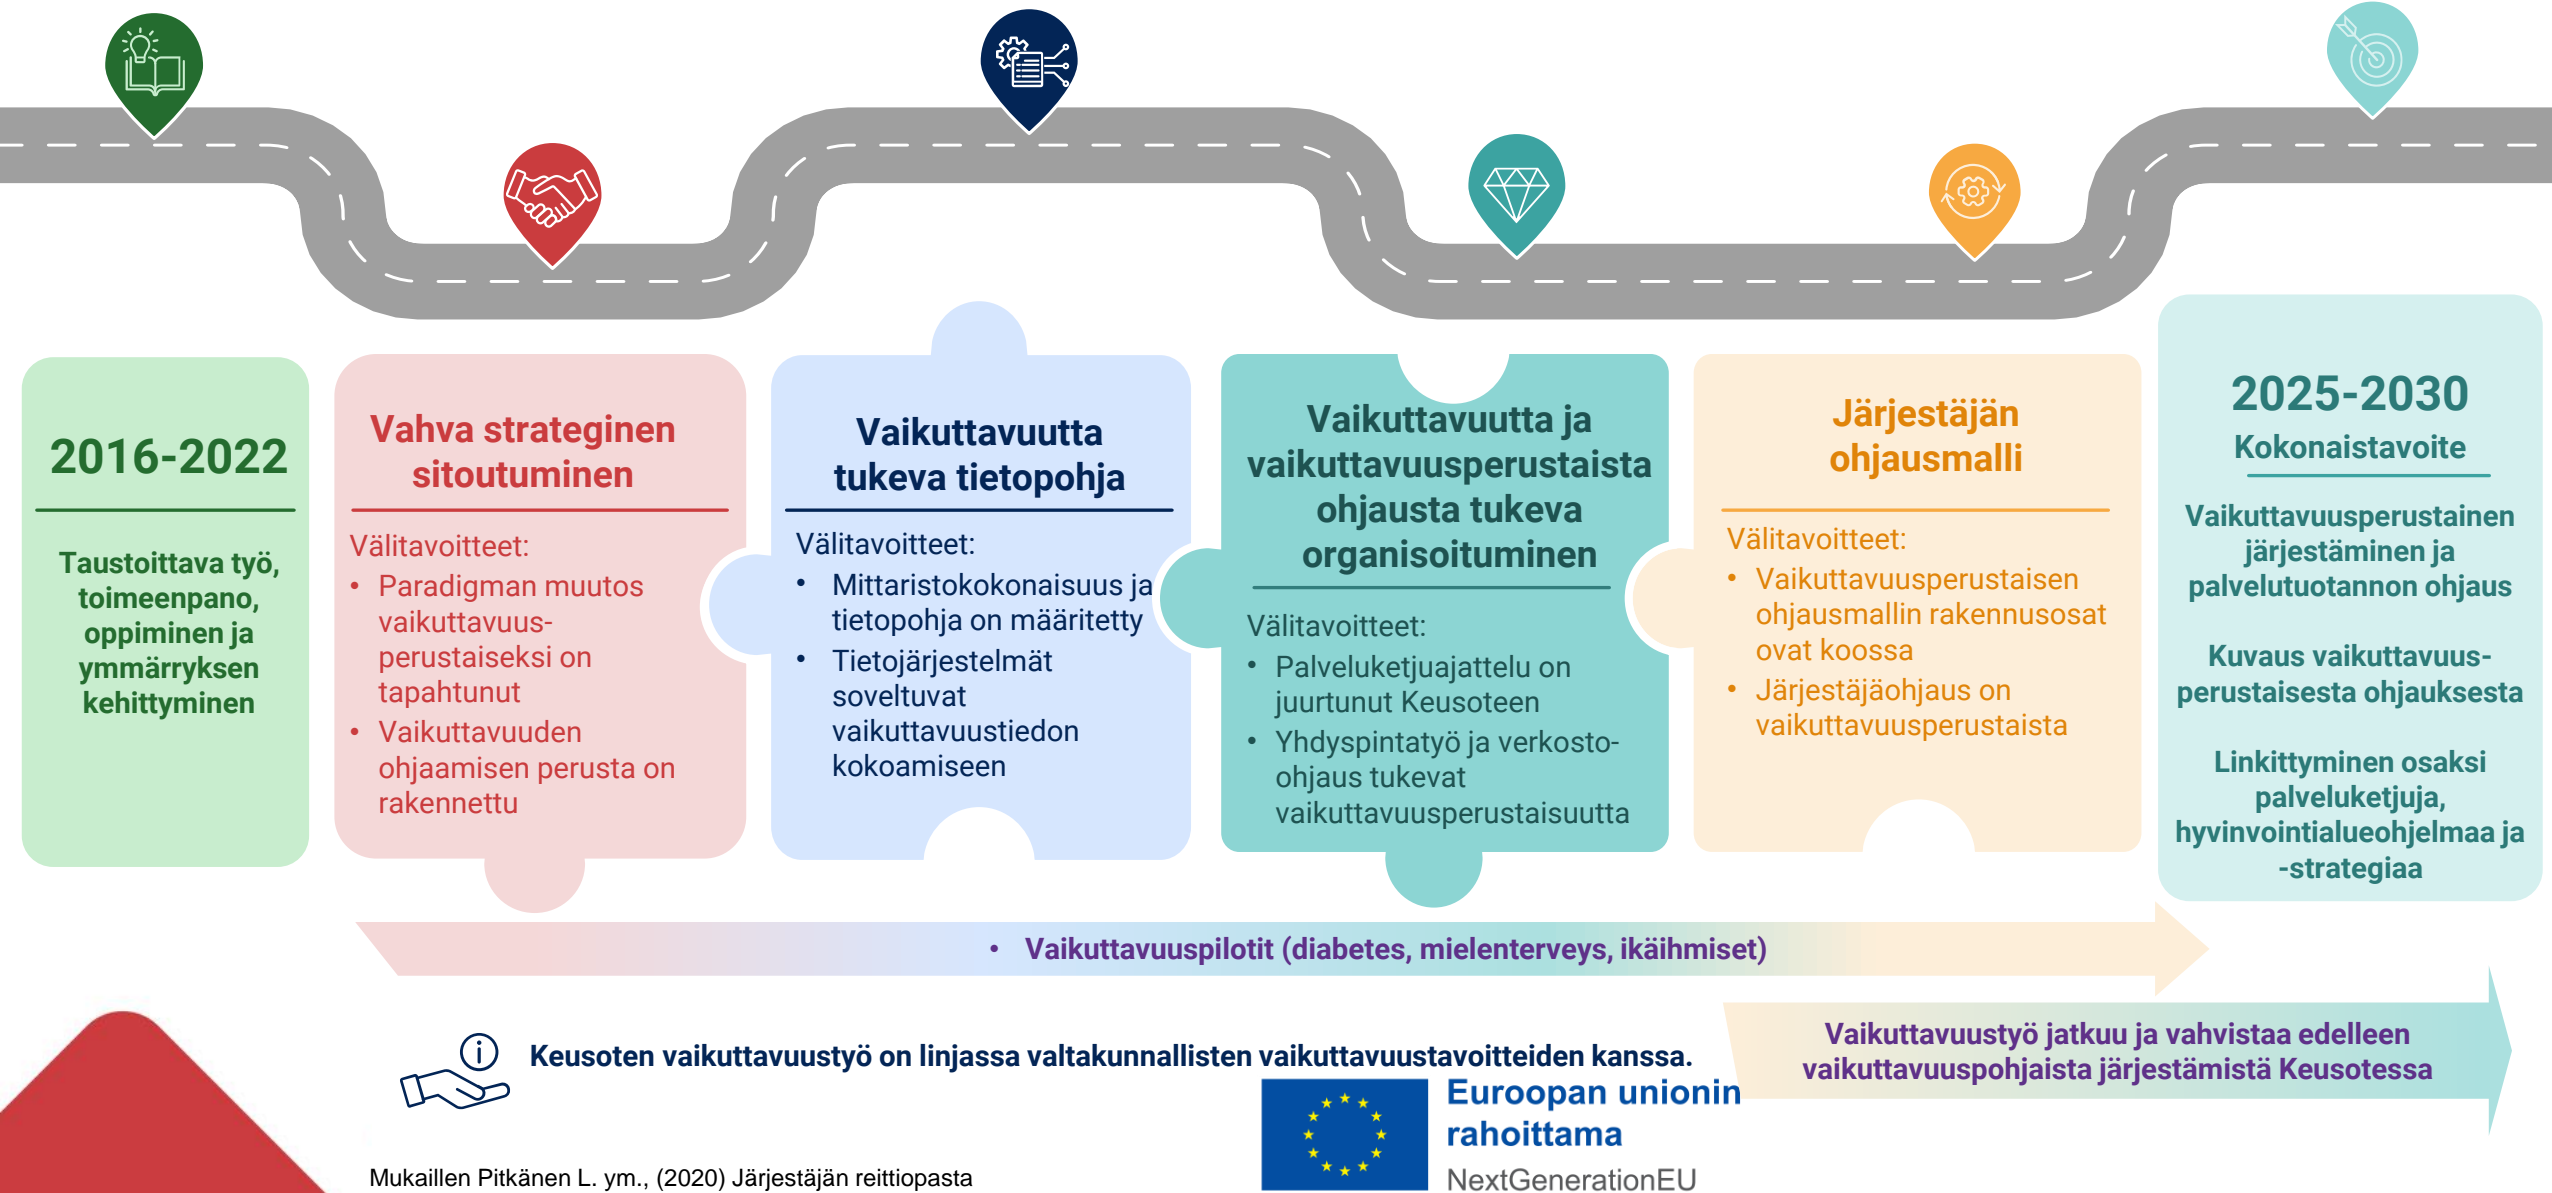 2016-2022
Taustoittava työ,
toimeenpano,
oppiminen ja
ymmärryksen
kehittyminen
Vahva strateginen
sitoutuminen
Välitavoitteet:
• Paradigman muutos
vaikuttavuus-
perustaiseksi on
tapahtunut
• Vaikuttavuuden
ohjaamisen perusta on
rakennettu
Vaikuttavuutta
tukeva tietopohja
Välitavoitteet:
• Mittaristokokonaisuus ja
tietopohja on määritetty
• Tietojärjestelmät
soveltuvat
vaikuttavuustiedon
kokoamiseen
Vaikuttavuutta ja
vaikuttavuusperustaista
ohjausta tukeva
organisoituminen
Välitavoitteet:
• Palveluketjuajattelu on
juurtunut Keusoteen
• Yhdyspintatyö ja verkosto-
ohjaus tukevat
vaikuttavuusperustaisuutta
Järjestäjän
ohjausmalli
Välitavoitteet:
• Vaikuttavuusperustaisen
ohjausmallin rakennusosat
ovat koossa
• Järjestäjäohjaus on
vaikuttavuusperustaista
2025-2030
Kokonaistavoite
Vaikuttavuusperustainen
järjestäminen ja
palvelutuotannon ohjaus
Kuvaus vaikuttavuus-
perustaisesta ohjauksesta
Linkittyminen osaksi
palveluketjuja,
hyvinvointialueohjelmaa ja
-strategiaa
• Vaikuttavuuspilotit (diabetes, mielenterveys, ikäihmiset)
Vaikuttavuustyö jatkuu ja vahvistaa edelleen
vaikuttavuuspohjaista järjestämistä Keusotessa
Keusoten vaikuttavuustyö on linjassa valtakunnallisten vaikuttavuustavoitteiden kanssa.
Euroopan unionin
rahoittama
NextGenerationEU
Mukaillen Pitkänen L. ym., (2020) Järjestäjän reittiopasta